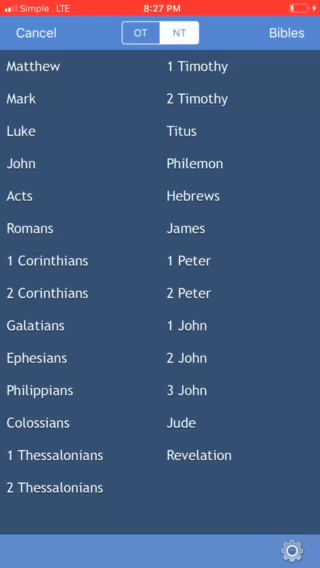 Simple LTE 8:27 PM
Cancel OT NT Bibles
Matthew
Mark
Luke
John
Acts
Romans
1 Corinthians
2 Corinthians
Galatians
Ephesians
Philippians
Colossians
1 Thessalonians
2 Thessalonians
1 Timothy
2 Timothy
Titus
Philemon
Hebrews
James
1 Peter
2 Peter
1 John
2 John
3 John
Jude
Revelation